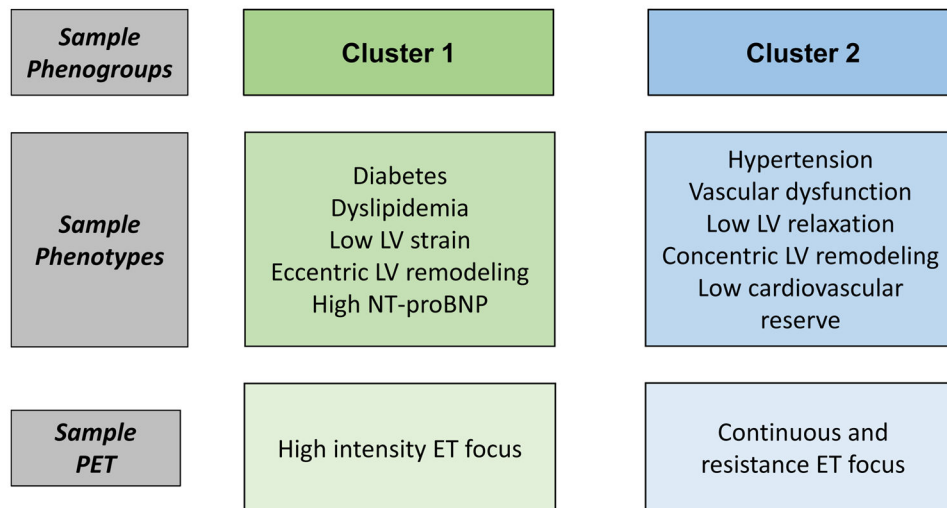 Sample
Phenogroups
Cluster 1
Cluster 2
Sample
Phenotypes
Diabetes
Dyslipidemia
Low LV strain
Eccentric LV remodeling
High NT-proBNP
Hypertension
Vascular dysfunction
Low LV relaxation
Concentric LV remodeling
Low cardiovascular
reserve
Sample
PET
High intensity ET focus
Continuous and
resistance ET focus